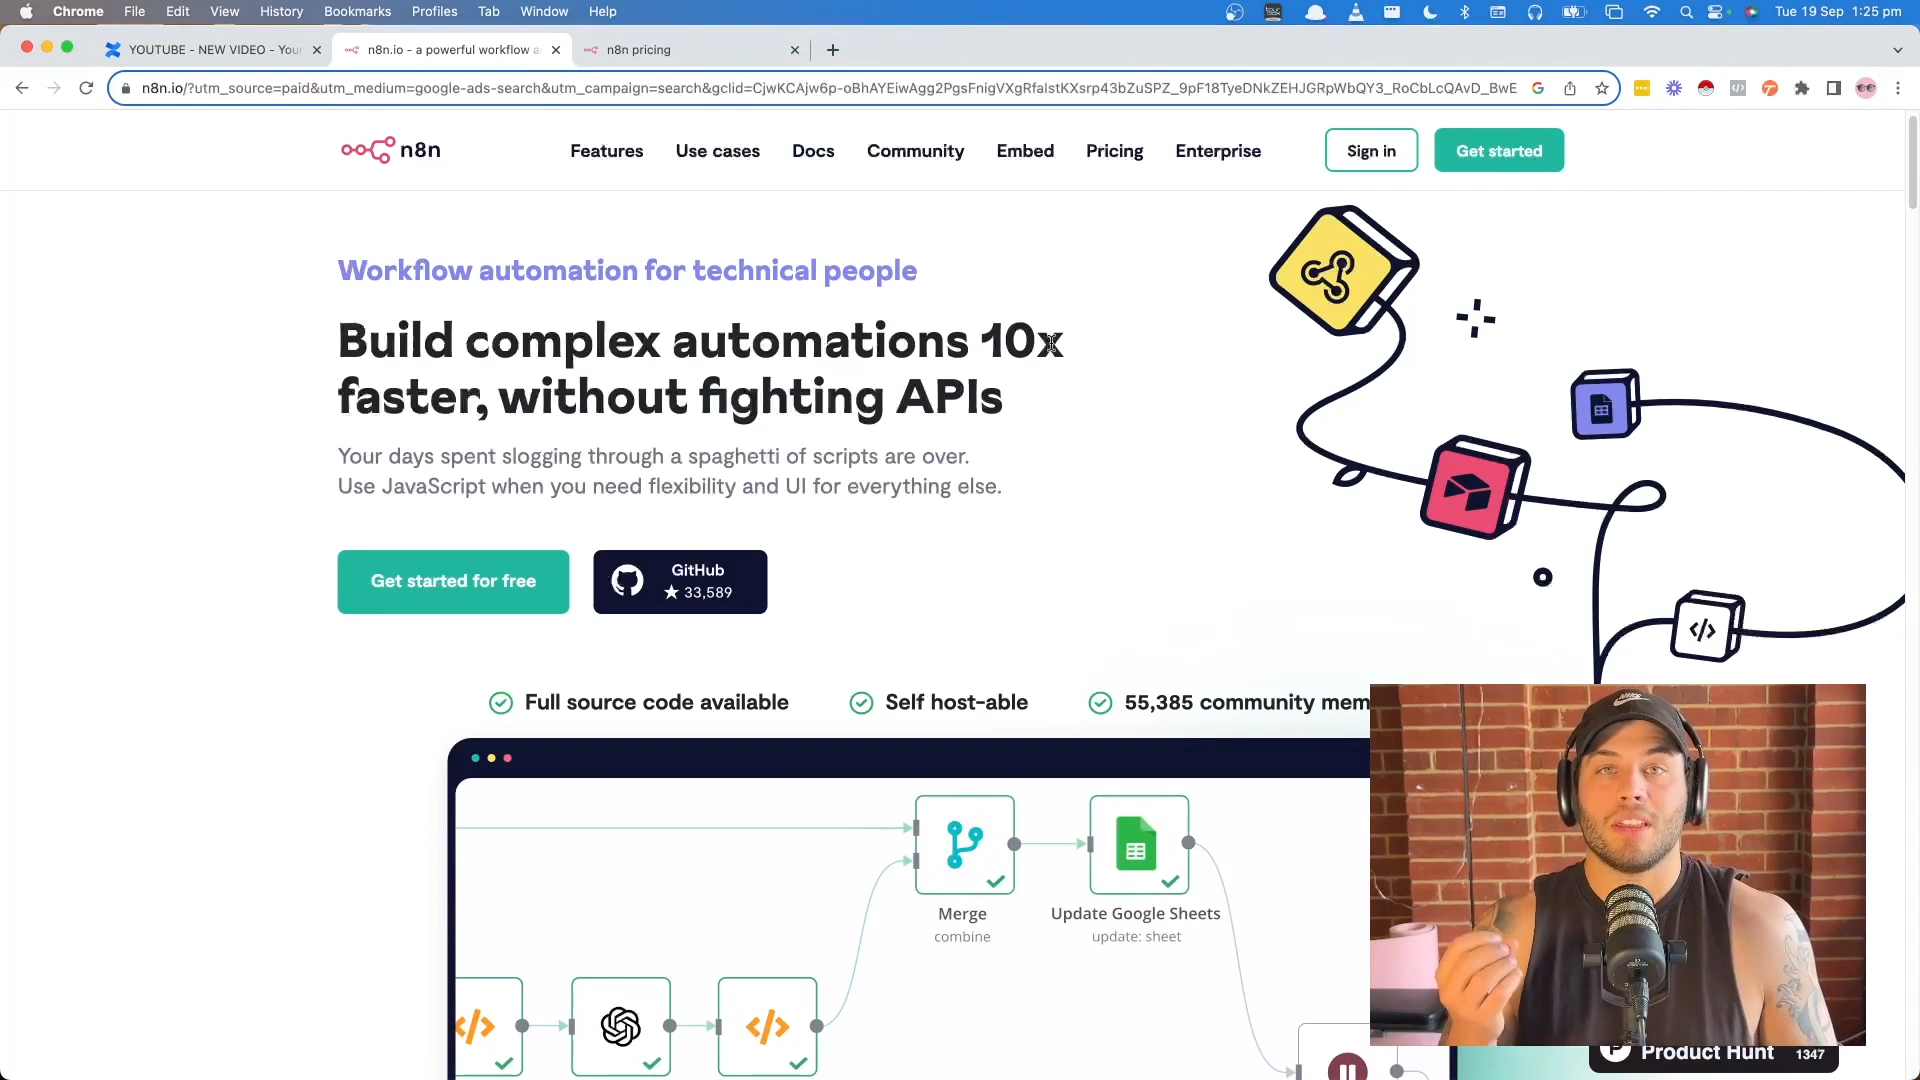 Chrome File Edit View History Bookmarks Profiles Tab Window Help Tue 19 Sep 1:25 pm
YOUTUBE - NEW VIDEO - You n8n.io - a powerful workflow a n8n pricing
n8n.io/?utm_source=paid&utm_medium=google-ads-search&utm_campaign=search&gclid=CjwKCAjw6p-oBhAYEiwAgg2PgsFnigVXgRfalstKXsrp43bZuSPZ_9pF18TyeDNkZEHJGRpWbQY3_RoCbLcQAvD_BwE
n8n Features Use cases Docs Community Embed Pricing Enterprise Sign in Get started
Workflow automation for technical people
Build complex automations 10x
faster, without fighting APIs
Your days spent slogging through a spaghetti of scripts are over.
Use JavaScript when you need flexibility and UI for everything else.
Get started for free
GitHub
★ 33,589
Full source code available Self host-able 55,385 community mem
Merge
combine
Update Google Sheets
update: sheet
Product Hunt 1347